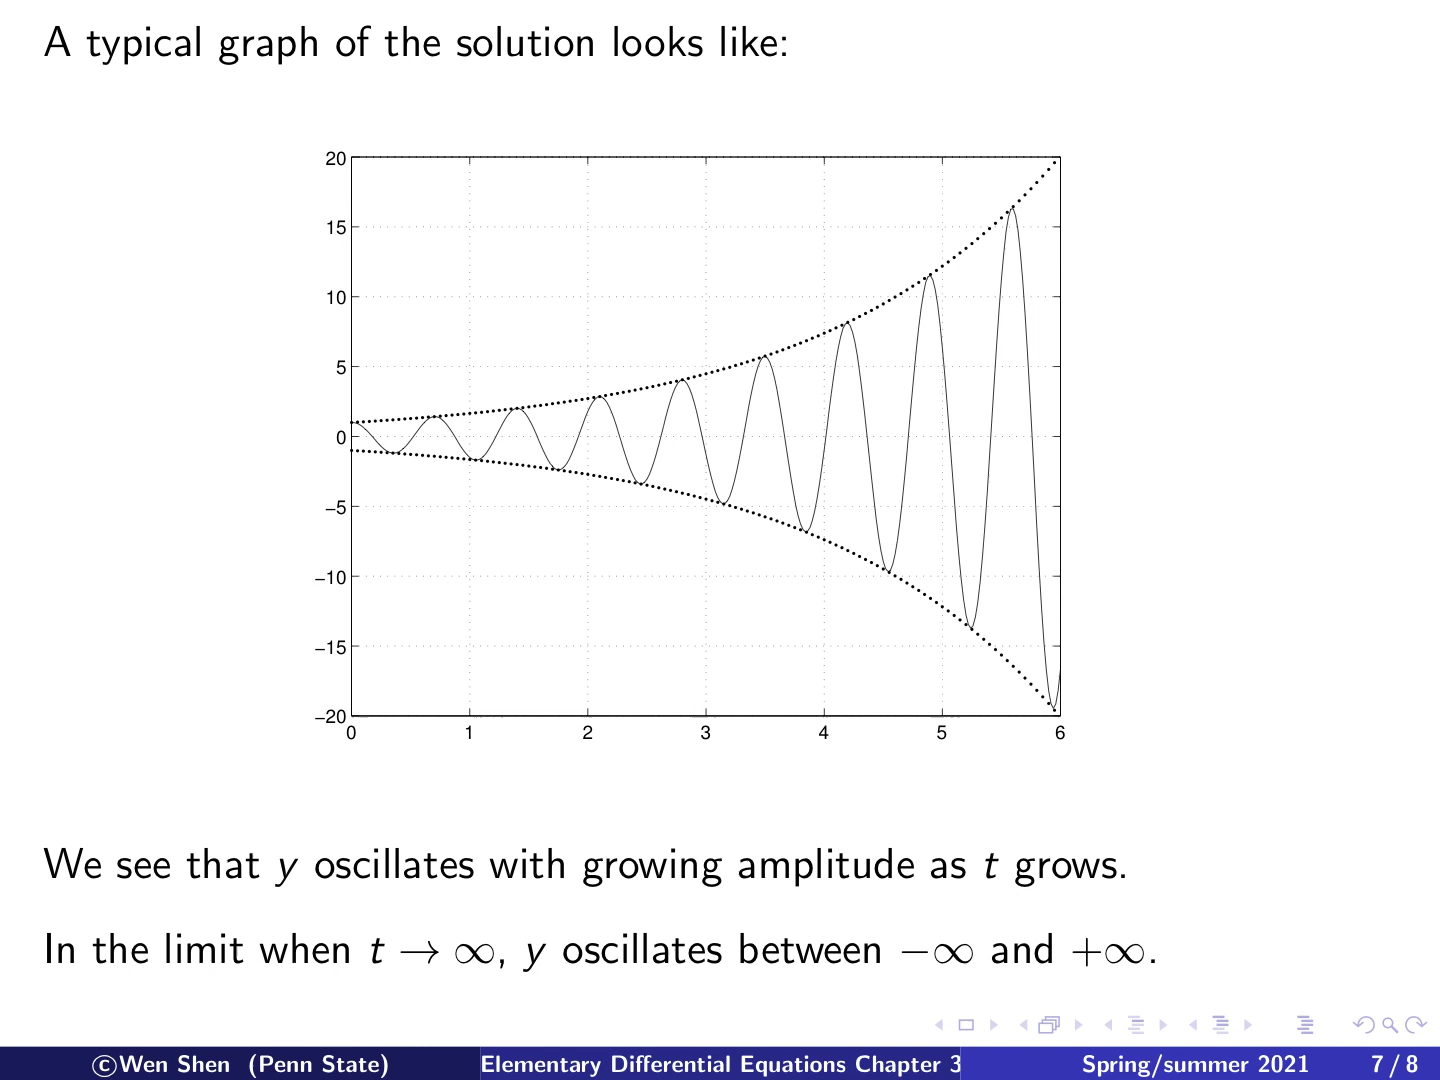 A typical graph of the solution looks like:
20
15
10
5
0
−5
−10
−15
−20
0 1 2 3 4 5 6
We see that y oscillates with growing amplitude as t grows.
In the limit when t → ∞, y oscillates between −∞ and +∞.
©Wen Shen (Penn State) Elementary Differential Equations Chapter 3 Spring/summer 2021 7 / 8